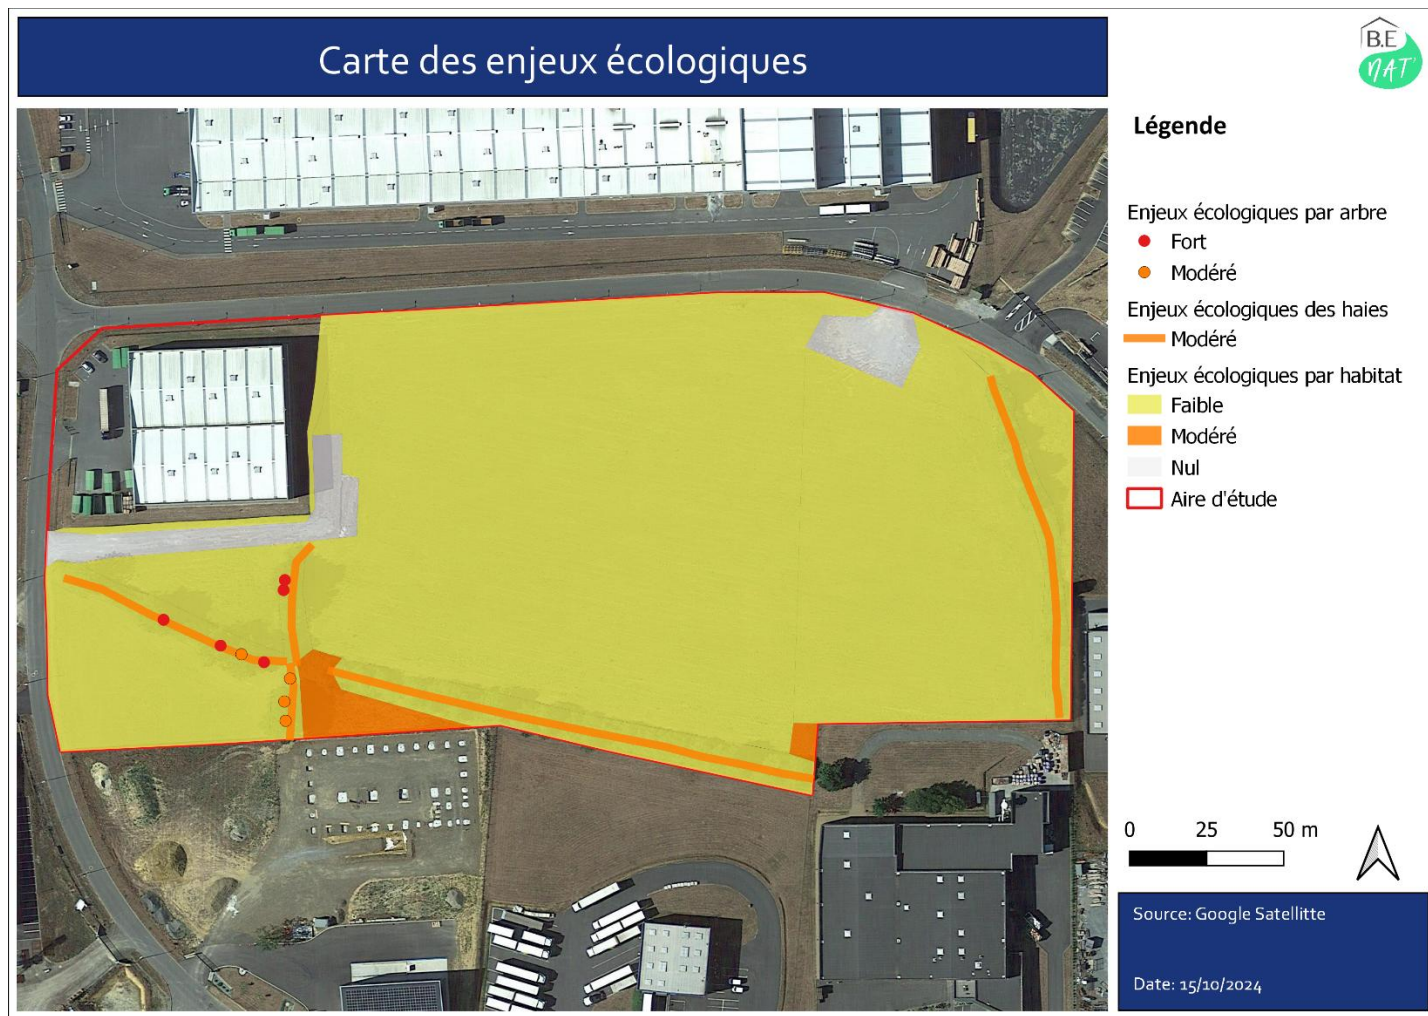 Carte des enjeux écologiques
B.E
NAT'
Légende
Enjeux écologiques par arbre
Fort
Modéré
Enjeux écologiques des haies
Modéré
Enjeux écologiques par habitat
Faible
Modéré
Nul
Aire d'étude
0 25 50 m
Source: Google Satellitte
Date: 15/10/2024